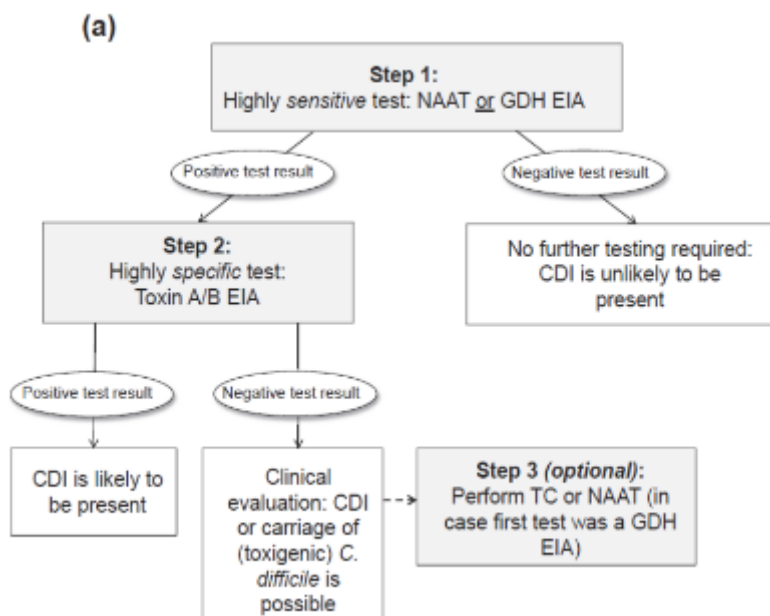 (a)
Step 1:
Highly sensitive test: NAAT or GDH EIA
Positive test result
Negative test result
Step 2:
Highly specific test:
Toxin A/B EIA
No further testing required:
CDI is unlikely to be
present
Positive test result
Negative test result
CDI is likely to
be present
Clinical
evaluation: CDI
or carriage of
(toxigenic) C.
difficile is
possible
Step 3 (optional):
Perform TC or NAAT (in
case first test was a GDH
EIA)